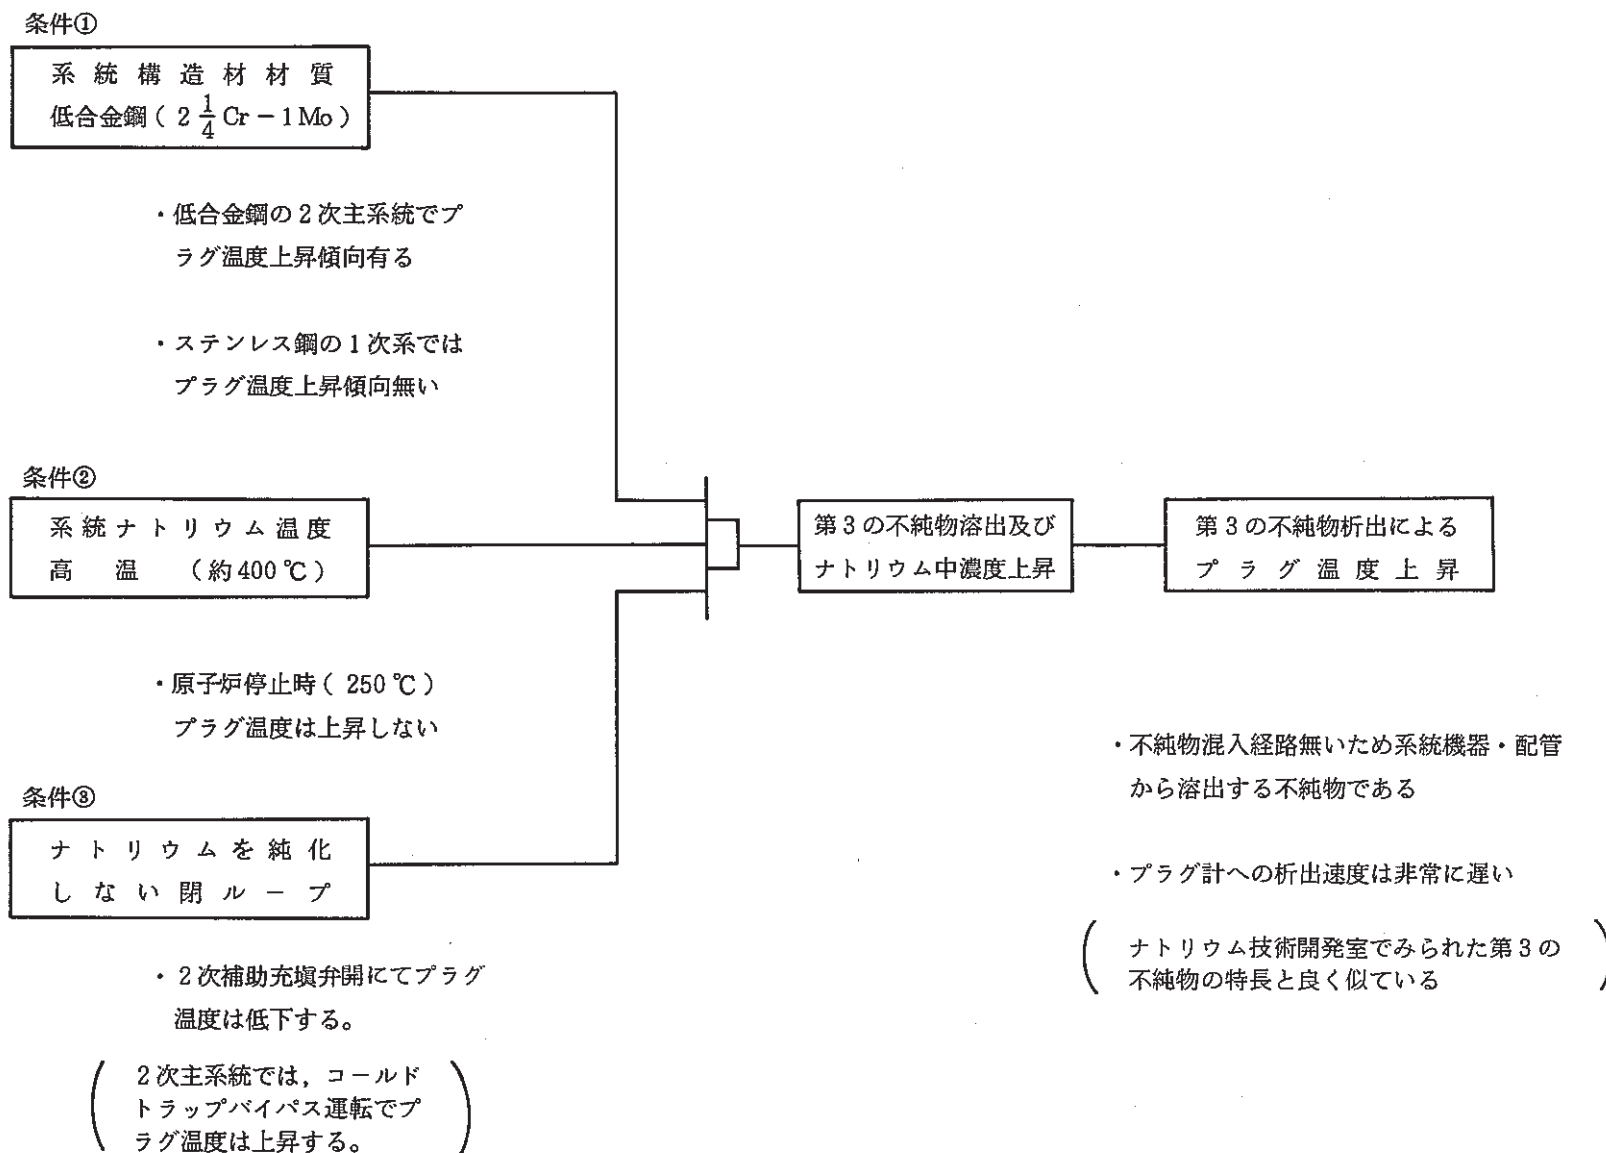 条件①
系統構造材材質
低合金鋼（2 1/4 Cr－1Mo）
・低合金鋼の2次主系統でプ
ラグ温度上昇傾向有る
・ステンレス鋼の1次系では
プラグ温度上昇傾向無い
条件②
系統ナトリウム温度
高温（約400℃）
・原子炉停止時（250℃）
プラグ温度は上昇しない
条件③
ナトリウムを純化
しない閉ループ
・2次補助充塡弁開にてプラグ
温度は低下する。
（2次主系統では，コールド
トラップバイパス運転でプ
ラグ温度は上昇する。）
第3の不純物溶出及び
ナトリウム中濃度上昇
第3の不純物析出による
プラグ温度上昇
・不純物混入経路無いため系統機器・配管
から溶出する不純物である
・プラグ計への析出速度は非常に遅い
（ナトリウム技術開発室でみられた第3の
不純物の特長と良く似ている）